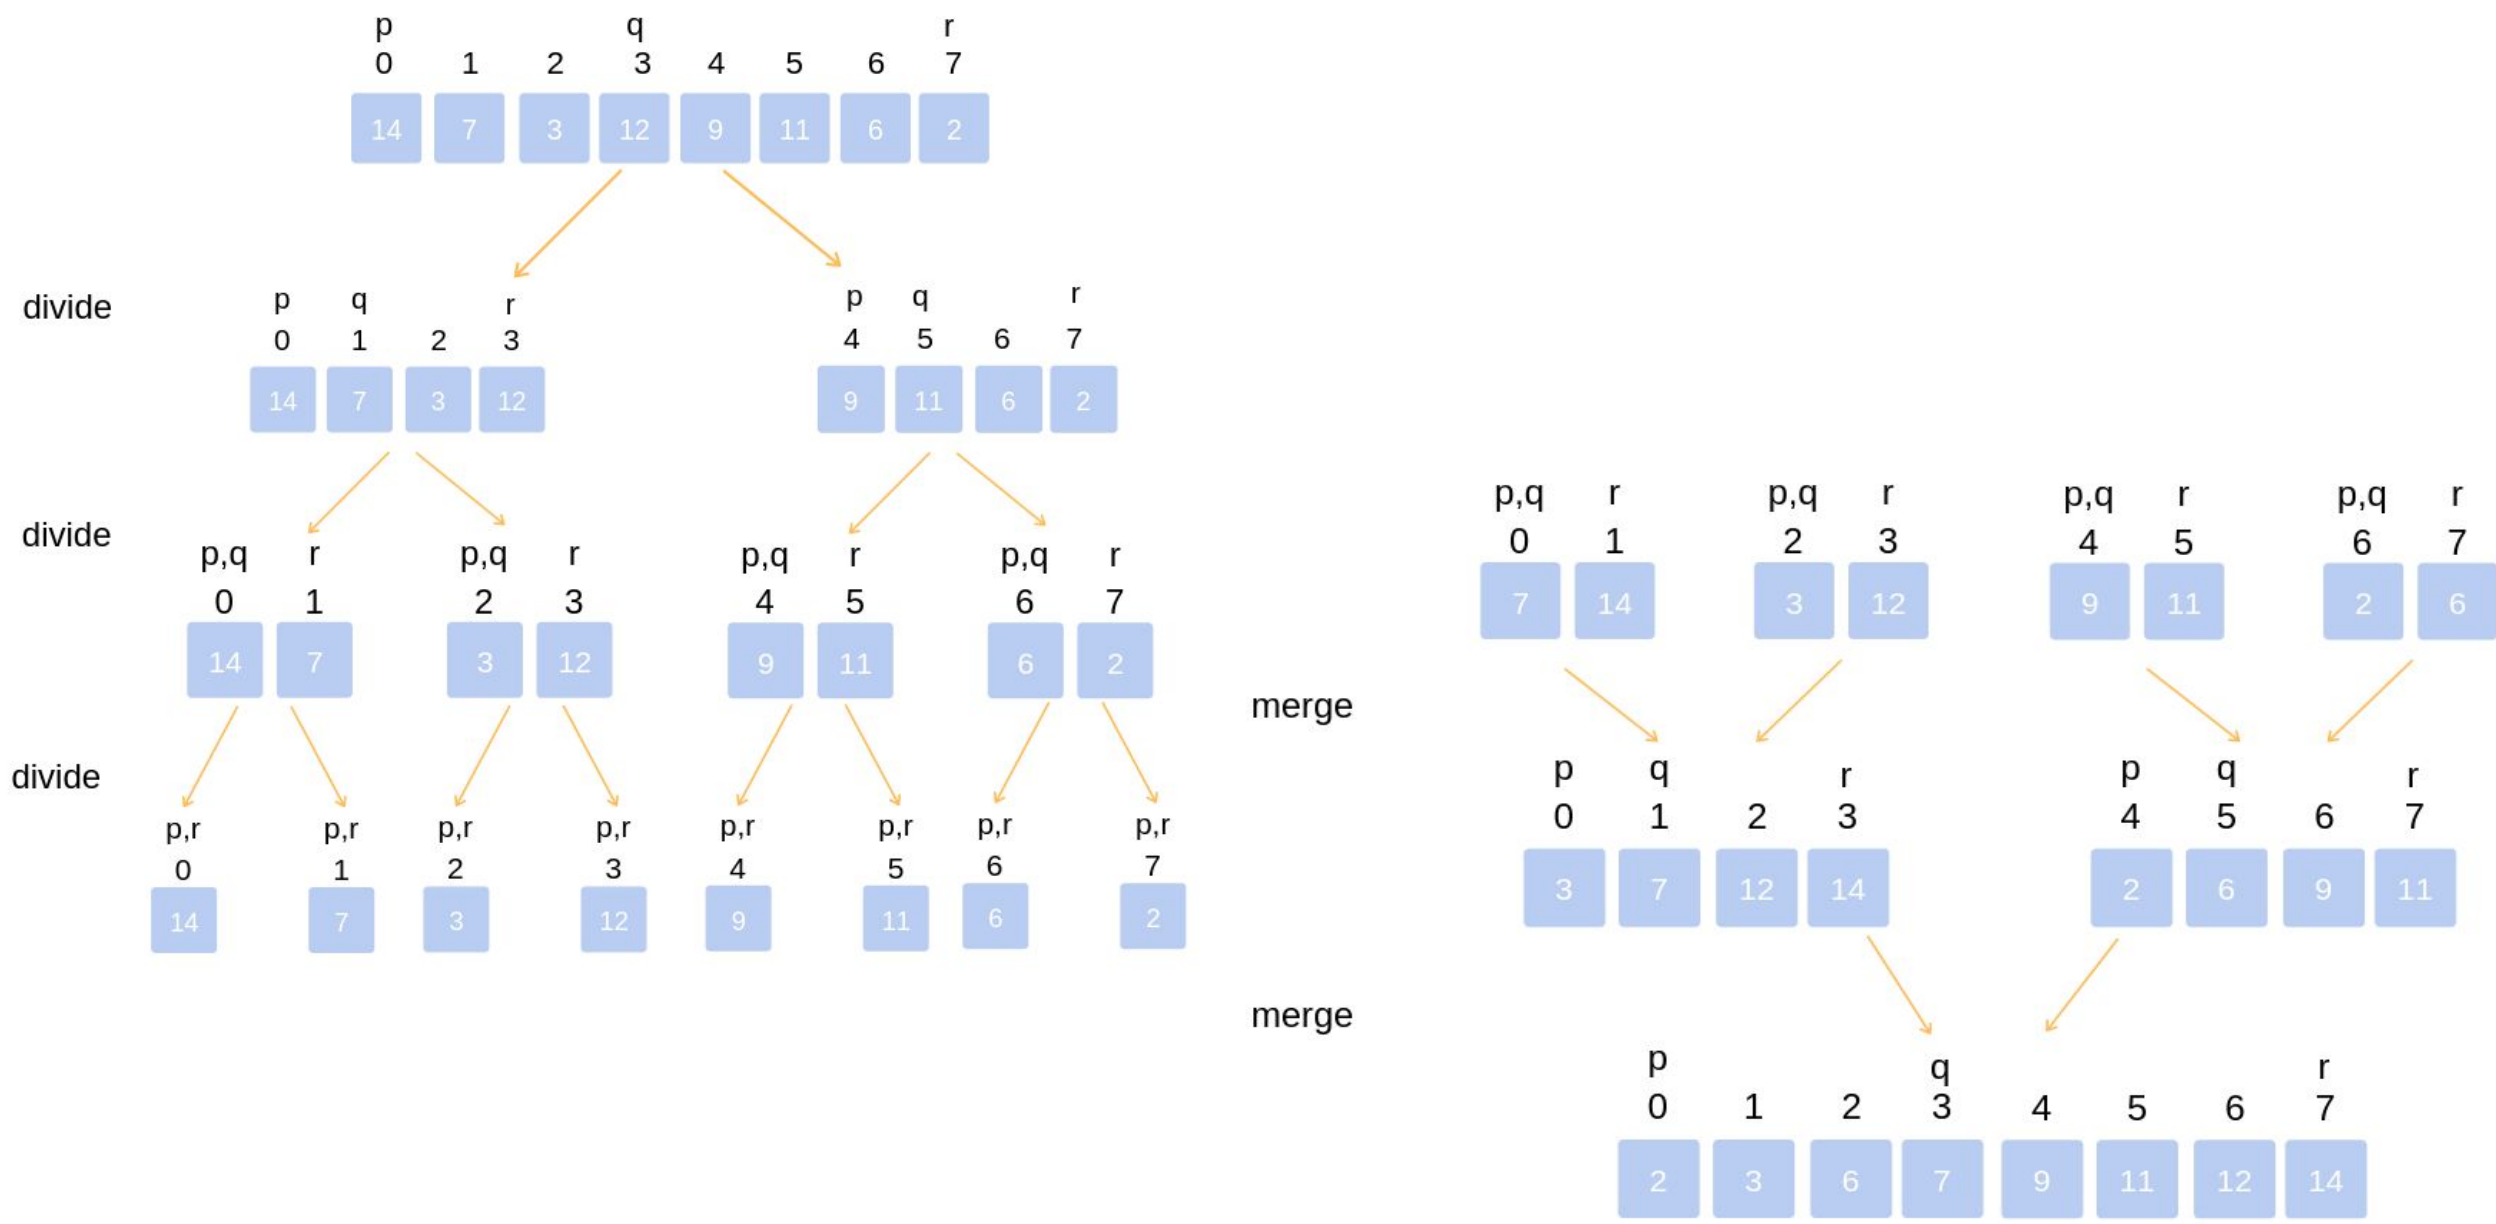 p q r
0 1 2 3 4 5 6 7
14 7 3 12 9 11 6 2
divide
p q r
0 1 2 3
14 7 3 12
p q r
4 5 6 7
9 11 6 2
divide
p,q r
0 1
14 7
p,q r
2 3
3 12
p,q r
4 5
9 11
p,q r
6 7
6 2
divide
p,r
0
14
p,r
1
7
p,r
2
3
p,r
3
12
p,r
4
9
p,r
5
11
p,r
6
6
p,r
7
2
p,q r
0 1
7 14
p,q r
2 3
3 12
p,q r
4 5
9 11
p,q r
6 7
2 6
merge
p q r
0 1 2 3
3 7 12 14
p q r
4 5 6 7
2 6 9 11
merge
p q r
0 1 2 3 4 5 6 7
2 3 6 7 9 11 12 14